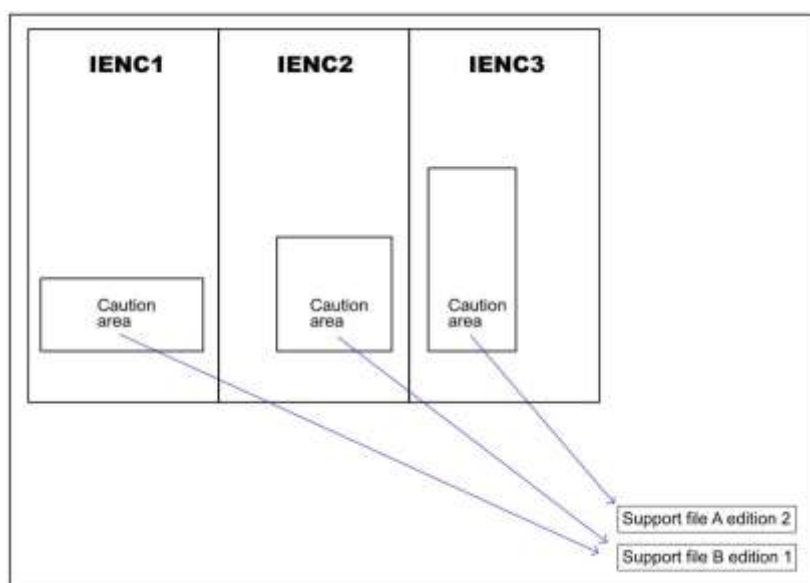 IENC1
IENC2
IENC3
Caution
area
Caution
area
Caution
area
Support file A edition 2
Support file B edition 1